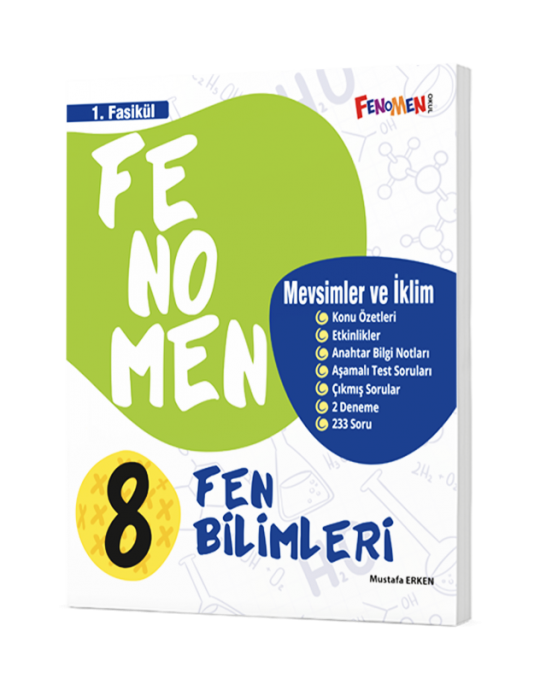 1. Fasikül
FENOMEN
OKUL
FE
NO
MEN
Mevsimler ve İklim
Konu Özetleri
Etkinlikler
Anahtar Bilgi Notları
Aşamalı Test Soruları
Çıkmış Sorular
2 Deneme
233 Soru
8
FEN
BİLİMLERİ
Mustafa ERKEN